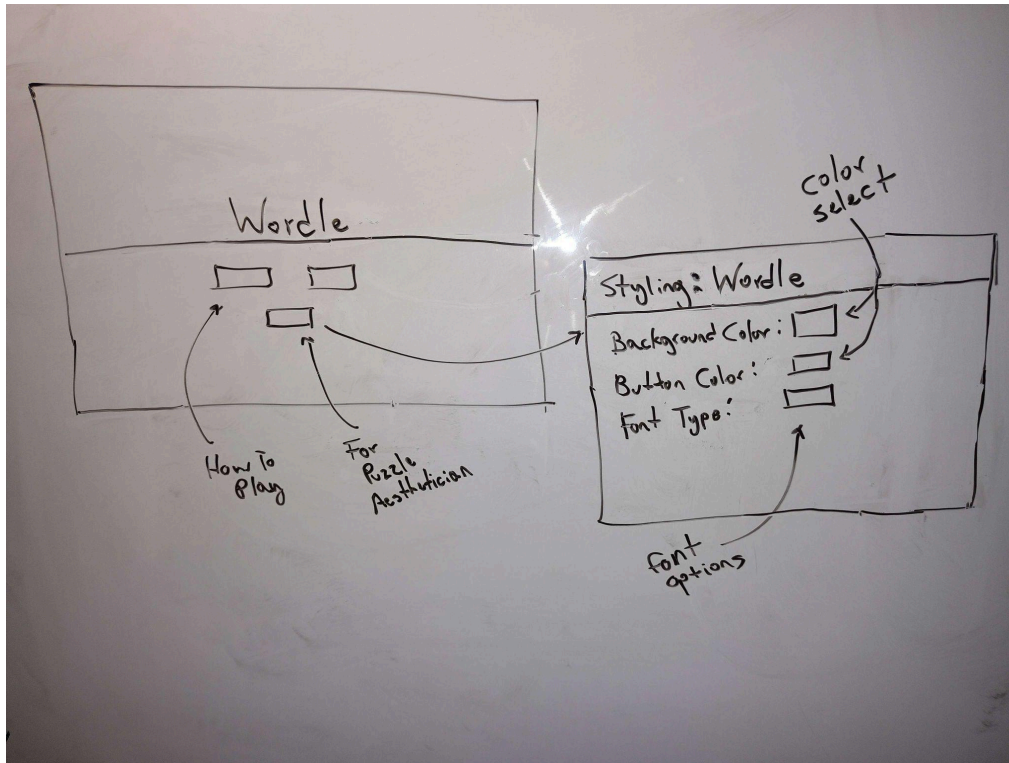 Wordle
How To
Play
For
Puzzle
Aesthetician
color
select
Styling: Wordle
Background Color:
Button Color:
Font Type:
font
options